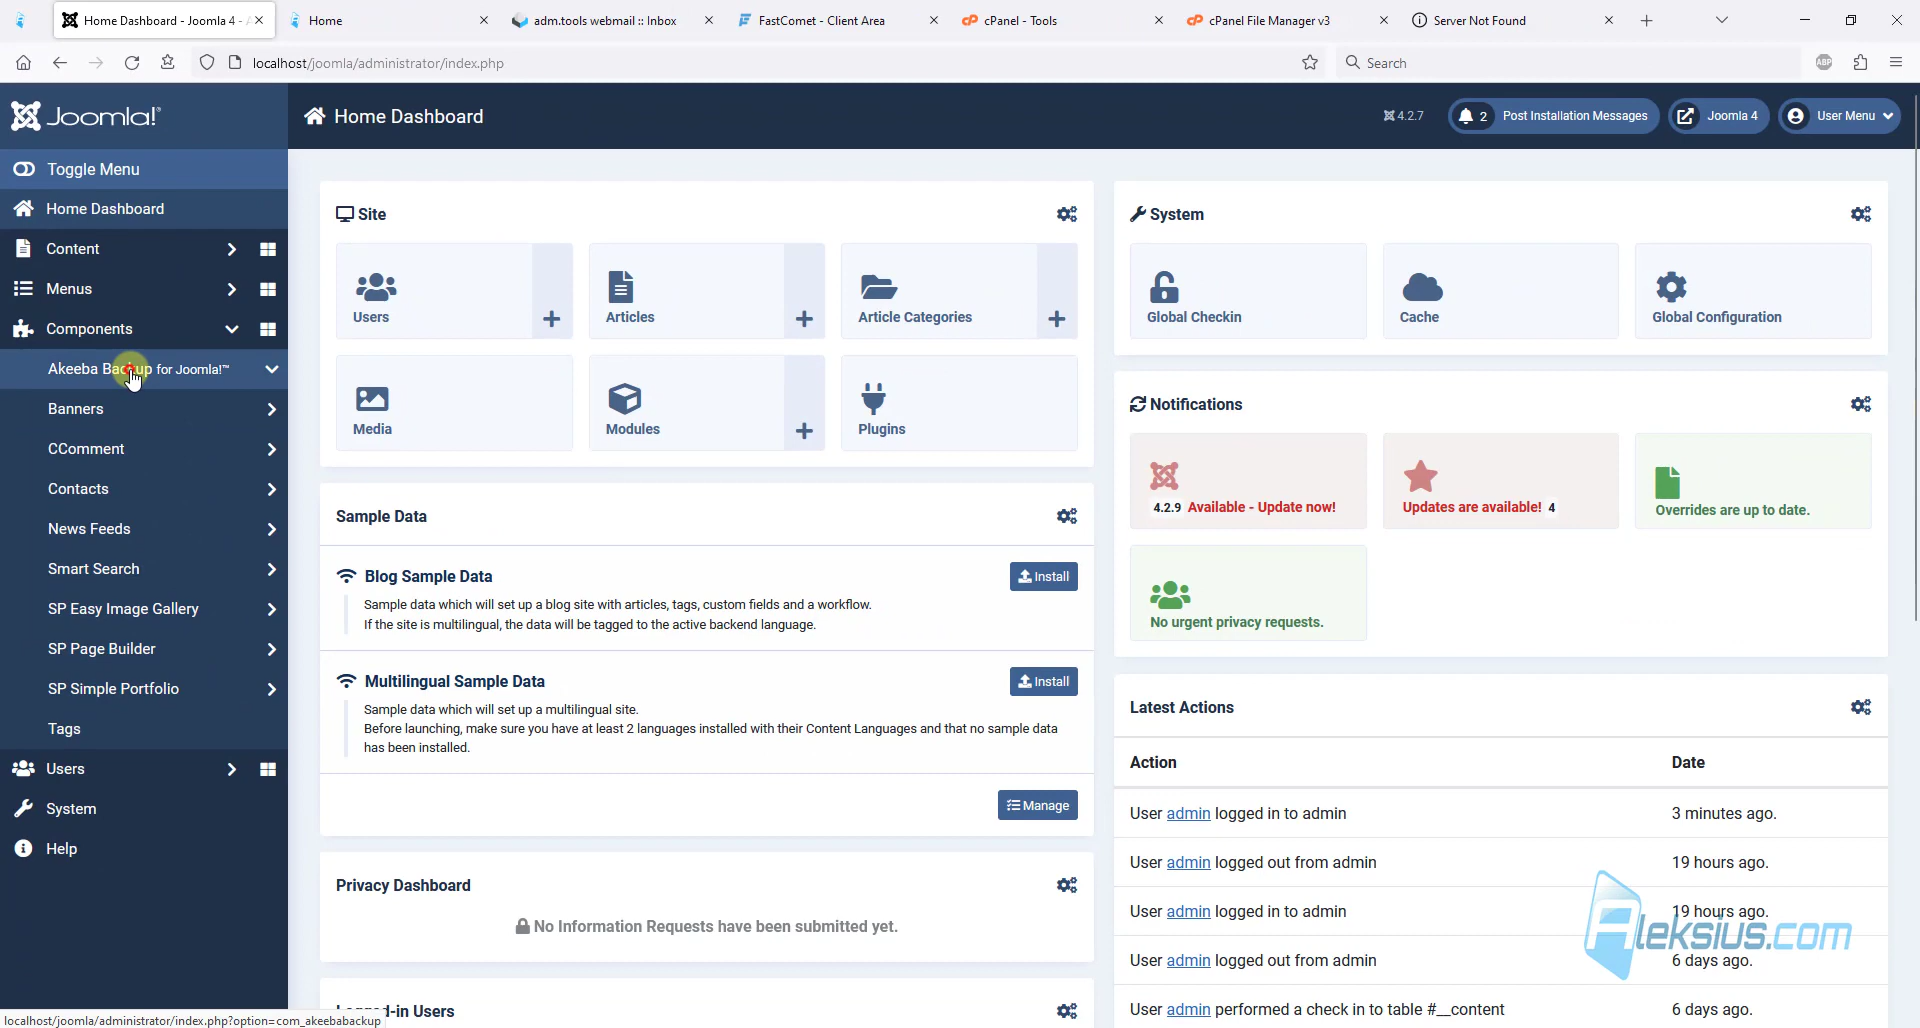 Home Dashboard - Joomla 4 - A
Home
adm.tools webmail :: Inbox
FastComet - Client Area
cPanel - Tools
cPanel File Manager v3
Server Not Found
localhost/joomla/administrator/index.php
Search
ABP
Joomla!®
Home Dashboard
4.2.7
2 Post Installation Messages
Joomla 4
User Menu
Toggle Menu
Home Dashboard
Content
Menus
Components
Akeeba Backup for Joomla!™
Banners
CComment
Contacts
News Feeds
Smart Search
SP Easy Image Gallery
SP Page Builder
SP Simple Portfolio
Tags
Users
System
Help
Site
Users
Articles
Article Categories
Media
Modules
Plugins
Sample Data
Blog Sample Data
Install
Sample data which will set up a blog site with articles, tags, custom fields and a workflow.
If the site is multilingual, the data will be tagged to the active backend language.
Multilingual Sample Data
Install
Sample data which will set up a multilingual site.
Before launching, make sure you have at least 2 languages installed with their Content Languages and that no sample data
has been installed.
Manage
Privacy Dashboard
No Information Requests have been submitted yet.
Logged-in Users
System
Global Checkin
Cache
Global Configuration
Notifications
4.2.9 Available - Update now!
Updates are available! 4
Overrides are up to date.
No urgent privacy requests.
Latest Actions
Action Date
User admin logged in to admin 3 minutes ago.
User admin logged out from admin 19 hours ago.
User admin logged in to admin 19 hours ago.
Aleksius.com
User admin logged out from admin 6 days ago.
User admin performed a check in to table #__content 6 days ago.
localhost/joomla/administrator/index.php?option=com_akeebabackup